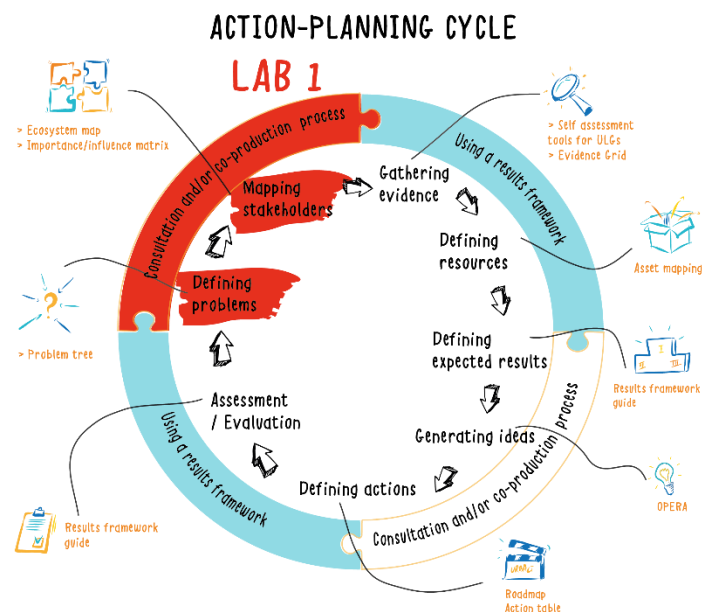 ACTION-PLANNING CYCLE
LAB 1
Consultation and/or co-production process
Using a results framework
Consultation and/or co-production process
Using a results framework
> Ecosystem map
> Importance/influence matrix
Mapping
stakeholders
Gathering
evidence
> Self assessment
tools for ULGs
> Evidence Grid
Defining
resources
Asset mapping
Defining
expected results
I
II
III
Results framework
guide
Generating ideas
OPERA
Defining actions
Roadmap
Action table
Assessment
/ Evaluation
Results framework
guide
Defining
problems
?
> Problem tree